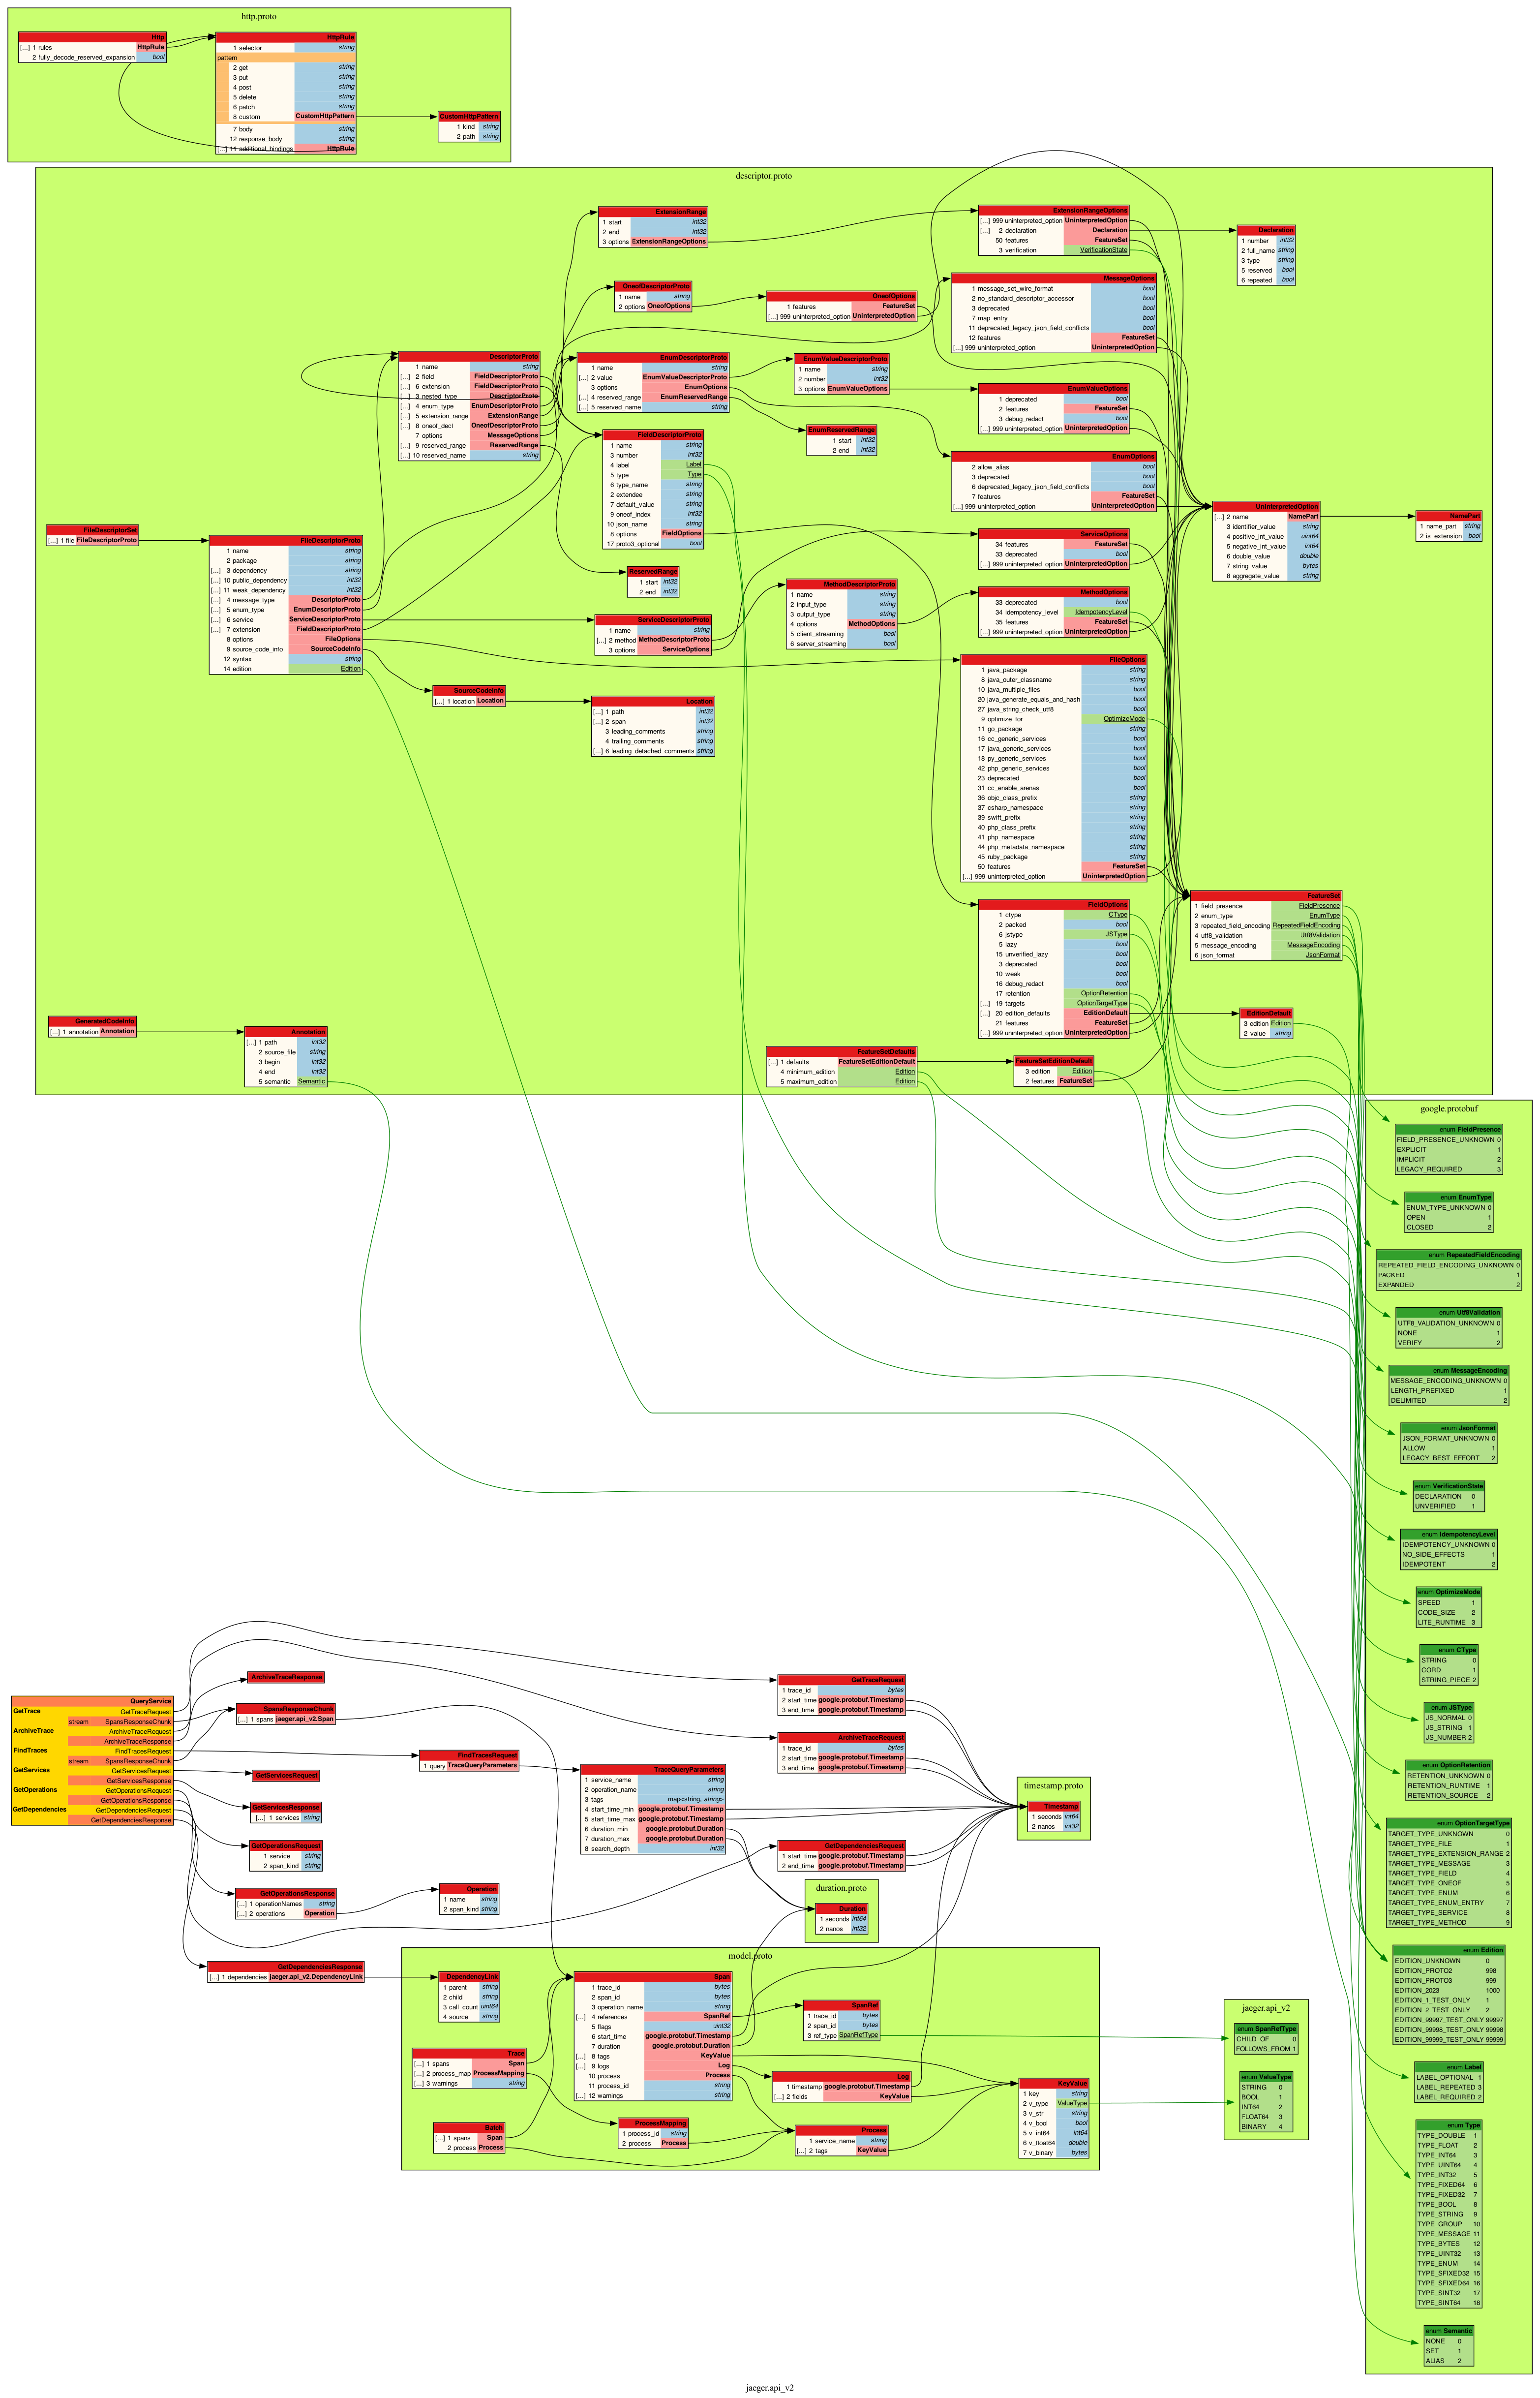 http.proto
Http
[...] 1 rules HttpRule
2 fully_decode_reserved_expansion bool
HttpRule
1 selector string
pattern
2 get string
3 put string
4 post string
5 delete string
6 patch string
8 custom CustomHttpPattern
7 body string
12 response_body string
[...] 11 additional_bindings HttpRule
CustomHttpPattern
1 kind string
2 path string
descriptor.proto
ExtensionRange
1 start int32
2 end int32
3 options ExtensionRangeOptions
ExtensionRangeOptions
[...] 999 uninterpreted_option UninterpretedOption
[...] 2 declaration Declaration
50 features FeatureSet
3 verification VerificationState
Declaration
1 number int32
2 full_name string
3 type string
5 reserved bool
6 repeated bool
OneofDescriptorProto
1 name string
2 options OneofOptions
OneofOptions
1 features FeatureSet
[...] 999 uninterpreted_option UninterpretedOption
MessageOptions
1 message_set_wire_format bool
2 no_standard_descriptor_accessor bool
3 deprecated bool
7 map_entry bool
11 deprecated_legacy_json_field_conflicts bool
12 features FeatureSet
[...] 999 uninterpreted_option UninterpretedOption
DescriptorProto
1 name string
[...] 2 field FieldDescriptorProto
[...] 6 extension FieldDescriptorProto
[...] 3 nested_type DescriptorProto
[...] 4 enum_type EnumDescriptorProto
[...] 5 extension_range ExtensionRange
[...] 8 oneof_decl OneofDescriptorProto
7 options MessageOptions
[...] 9 reserved_range ReservedRange
[...] 10 reserved_name string
EnumDescriptorProto
1 name string
[...] 2 value EnumValueDescriptorProto
3 options EnumOptions
[...] 4 reserved_range EnumReservedRange
[...] 5 reserved_name string
EnumValueDescriptorProto
1 name string
2 number int32
3 options EnumValueOptions
EnumValueOptions
1 deprecated bool
2 features FeatureSet
3 debug_redact bool
[...] 999 uninterpreted_option UninterpretedOption
EnumReservedRange
1 start int32
2 end int32
FieldDescriptorProto
1 name string
3 number int32
4 label Label
5 type Type
6 type_name string
2 extendee string
7 default_value string
9 oneof_index int32
10 json_name string
8 options FieldOptions
17 proto3_optional bool
EnumOptions
2 allow_alias bool
3 deprecated bool
6 deprecated_legacy_json_field_conflicts bool
7 features FeatureSet
[...] 999 uninterpreted_option UninterpretedOption
UninterpretedOption
[...] 2 name NamePart
3 identifier_value string
4 positive_int_value uint64
5 negative_int_value int64
6 double_value double
7 string_value bytes
8 aggregate_value string
NamePart
1 name_part string
2 is_extension bool
FileDescriptorSet
[...] 1 file FileDescriptorProto
FileDescriptorProto
1 name string
2 package string
[...] 3 dependency string
[...] 10 public_dependency int32
[...] 11 weak_dependency int32
[...] 4 message_type DescriptorProto
[...] 5 enum_type EnumDescriptorProto
[...] 6 service ServiceDescriptorProto
[...] 7 extension FieldDescriptorProto
8 options FileOptions
9 source_code_info SourceCodeInfo
12 syntax string
14 edition Edition
ServiceOptions
34 features FeatureSet
33 deprecated bool
[...] 999 uninterpreted_option UninterpretedOption
ReservedRange
1 start int32
2 end int32
MethodDescriptorProto
1 name string
2 input_type string
3 output_type string
4 options MethodOptions
5 client_streaming bool
6 server_streaming bool
MethodOptions
33 deprecated bool
34 idempotency_level IdempotencyLevel
35 features FeatureSet
[...] 999 uninterpreted_option UninterpretedOption
ServiceDescriptorProto
1 name string
[...] 2 method MethodDescriptorProto
3 options ServiceOptions
SourceCodeInfo
[...] 1 location Location
Location
[...] 1 path int32
[...] 2 span int32
3 leading_comments string
4 trailing_comments string
[...] 6 leading_detached_comments string
FileOptions
1 java_package string
8 java_outer_classname string
10 java_multiple_files bool
20 java_generate_equals_and_hash bool
27 java_string_check_utf8 bool
9 optimize_for OptimizeMode
11 go_package string
16 cc_generic_services bool
17 java_generic_services bool
18 py_generic_services bool
42 php_generic_services bool
23 deprecated bool
31 cc_enable_arenas bool
36 objc_class_prefix string
37 csharp_namespace string
39 swift_prefix string
40 php_class_prefix string
41 php_namespace string
44 php_metadata_namespace string
45 ruby_package string
50 features FeatureSet
[...] 999 uninterpreted_option UninterpretedOption
FeatureSet
1 field_presence FieldPresence
2 enum_type EnumType
3 repeated_field_encoding RepeatedFieldEncoding
4 utf8_validation Utf8Validation
5 message_encoding MessageEncoding
6 json_format JsonFormat
FieldOptions
1 ctype CType
2 packed bool
6 jstype JSType
5 lazy bool
15 unverified_lazy bool
3 deprecated bool
10 weak bool
16 debug_redact bool
17 retention OptionRetention
[...] 19 targets OptionTargetType
[...] 20 edition_defaults EditionDefault
21 features FeatureSet
[...] 999 uninterpreted_option UninterpretedOption
EditionDefault
3 edition Edition
2 value string
GeneratedCodeInfo
[...] 1 annotation Annotation
Annotation
[...] 1 path int32
2 source_file string
3 begin int32
4 end int32
5 semantic Semantic
FeatureSetDefaults
[...] 1 defaults FeatureSetEditionDefault
4 minimum_edition Edition
5 maximum_edition Edition
FeatureSetEditionDefault
3 edition Edition
2 features FeatureSet
google.protobuf
enum FieldPresence
FIELD_PRESENCE_UNKNOWN 0
EXPLICIT 1
IMPLICIT 2
LEGACY_REQUIRED 3
enum EnumType
ENUM_TYPE_UNKNOWN 0
OPEN 1
CLOSED 2
enum RepeatedFieldEncoding
REPEATED_FIELD_ENCODING_UNKNOWN 0
PACKED 1
EXPANDED 2
enum Utf8Validation
UTF8_VALIDATION_UNKNOWN 0
NONE 1
VERIFY 2
enum MessageEncoding
MESSAGE_ENCODING_UNKNOWN 0
LENGTH_PREFIXED 1
DELIMITED 2
enum JsonFormat
JSON_FORMAT_UNKNOWN 0
ALLOW 1
LEGACY_BEST_EFFORT 2
enum VerificationState
DECLARATION 0
UNVERIFIED 1
enum IdempotencyLevel
IDEMPOTENCY_UNKNOWN 0
NO_SIDE_EFFECTS 1
IDEMPOTENT 2
enum OptimizeMode
SPEED 1
CODE_SIZE 2
LITE_RUNTIME 3
enum CType
STRING 0
CORD 1
STRING_PIECE 2
enum JSType
JS_NORMAL 0
JS_STRING 1
JS_NUMBER 2
enum OptionRetention
RETENTION_UNKNOWN 0
RETENTION_RUNTIME 1
RETENTION_SOURCE 2
enum OptionTargetType
TARGET_TYPE_UNKNOWN 0
TARGET_TYPE_FILE 1
TARGET_TYPE_EXTENSION_RANGE 2
TARGET_TYPE_MESSAGE 3
TARGET_TYPE_FIELD 4
TARGET_TYPE_ONEOF 5
TARGET_TYPE_ENUM 6
TARGET_TYPE_ENUM_ENTRY 7
TARGET_TYPE_SERVICE 8
TARGET_TYPE_METHOD 9
enum Edition
EDITION_UNKNOWN 0
EDITION_PROTO2 998
EDITION_PROTO3 999
EDITION_2023 1000
EDITION_1_TEST_ONLY 1
EDITION_2_TEST_ONLY 2
EDITION_99997_TEST_ONLY 99997
EDITION_99998_TEST_ONLY 99998
EDITION_99999_TEST_ONLY 99999
enum Label
LABEL_OPTIONAL 1
LABEL_REPEATED 3
LABEL_REQUIRED 2
enum Type
TYPE_DOUBLE 1
TYPE_FLOAT 2
TYPE_INT64 3
TYPE_UINT64 4
TYPE_INT32 5
TYPE_FIXED64 6
TYPE_FIXED32 7
TYPE_BOOL 8
TYPE_STRING 9
TYPE_GROUP 10
TYPE_MESSAGE 11
TYPE_BYTES 12
TYPE_UINT32 13
TYPE_ENUM 14
TYPE_SFIXED32 15
TYPE_SFIXED64 16
TYPE_SINT32 17
TYPE_SINT64 18
enum Semantic
NONE 0
SET 1
ALIAS 2
QueryService
GetTrace GetTraceRequest
stream SpansResponseChunk
ArchiveTrace ArchiveTraceRequest
ArchiveTraceResponse
FindTraces FindTracesRequest
stream SpansResponseChunk
GetServices GetServicesRequest
GetServicesResponse
GetOperations GetOperationsRequest
GetOperationsResponse
GetDependencies GetDependenciesRequest
GetDependenciesResponse
ArchiveTraceResponse
SpansResponseChunk
[...] 1 spans jaeger.api_v2.Span
GetServicesRequest
GetServicesResponse
[...] 1 services string
GetOperationsRequest
1 service string
2 span_kind string
GetOperationsResponse
[...] 1 operationNames string
[...] 2 operations Operation
GetDependenciesResponse
[...] 1 dependencies jaeger.api_v2.DependencyLink
FindTracesRequest
1 query TraceQueryParameters
Operation
1 name string
2 span_kind string
TraceQueryParameters
1 service_name string
2 operation_name string
3 tags map<string, string>
4 start_time_min google.protobuf.Timestamp
5 start_time_max google.protobuf.Timestamp
6 duration_min google.protobuf.Duration
7 duration_max google.protobuf.Duration
8 search_depth int32
GetTraceRequest
1 trace_id bytes
2 start_time google.protobuf.Timestamp
3 end_time google.protobuf.Timestamp
ArchiveTraceRequest
1 trace_id bytes
2 start_time google.protobuf.Timestamp
3 end_time google.protobuf.Timestamp
GetDependenciesRequest
1 start_time google.protobuf.Timestamp
2 end_time google.protobuf.Timestamp
timestamp.proto
Timestamp
1 seconds int64
2 nanos int32
duration.proto
Duration
1 seconds int64
2 nanos int32
model.proto
DependencyLink
1 parent string
2 child string
3 call_count uint64
4 source string
Trace
[...] 1 spans Span
[...] 2 process_map ProcessMapping
[...] 3 warnings string
Batch
[...] 1 spans Span
2 process Process
Span
1 trace_id bytes
2 span_id bytes
3 operation_name string
[...] 4 references SpanRef
5 flags uint32
6 start_time google.protobuf.Timestamp
7 duration google.protobuf.Duration
[...] 8 tags KeyValue
[...] 9 logs Log
10 process Process
11 process_id string
[...] 12 warnings string
ProcessMapping
1 process_id string
2 process Process
SpanRef
1 trace_id bytes
2 span_id bytes
3 ref_type SpanRefType
Log
1 timestamp google.protobuf.Timestamp
[...] 2 fields KeyValue
Process
1 service_name string
[...] 2 tags KeyValue
KeyValue
1 key string
2 v_type ValueType
3 v_str string
4 v_bool bool
5 v_int64 int64
6 v_float64 double
7 v_binary bytes
jaeger.api_v2
enum SpanRefType
CHILD_OF 0
FOLLOWS_FROM 1
enum ValueType
STRING 0
BOOL 1
INT64 2
FLOAT64 3
BINARY 4
jaeger.api_v2